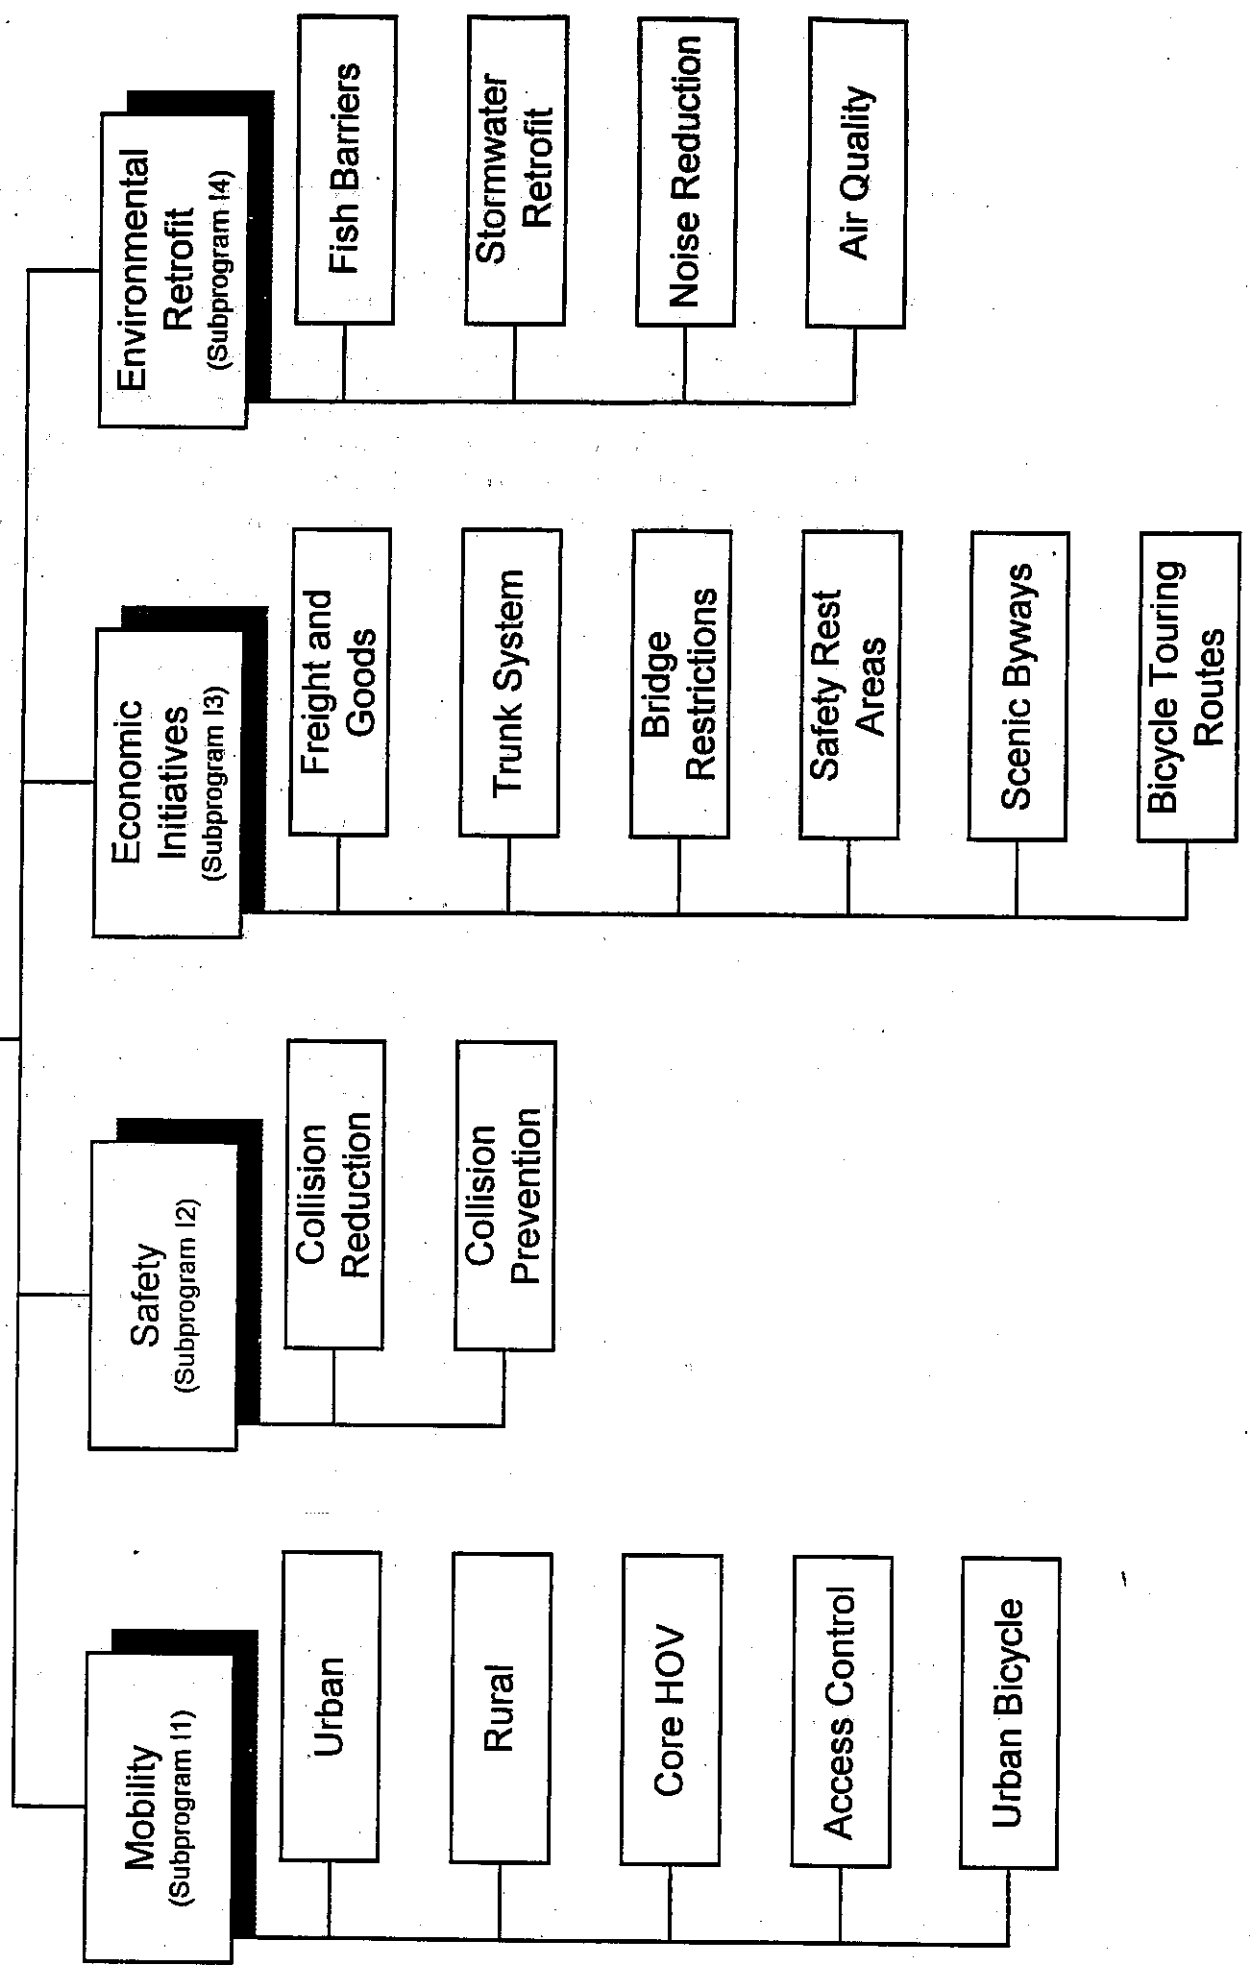 Mobility
(Subprogram I1)
Urban
Rural
Core HOV
Access Control
Urban Bicycle
Safety
(Subprogram I2)
Collision
Reduction
Collision
Prevention
Economic
Initiatives
(Subprogram I3)
Freight and
Goods
Trunk System
Bridge
Restrictions
Safety Rest
Areas
Scenic Byways
Bicycle Touring
Routes
Environmental
Retrofit
(Subprogram I4)
Fish Barriers
Stormwater
Retrofit
Noise Reduction
Air Quality